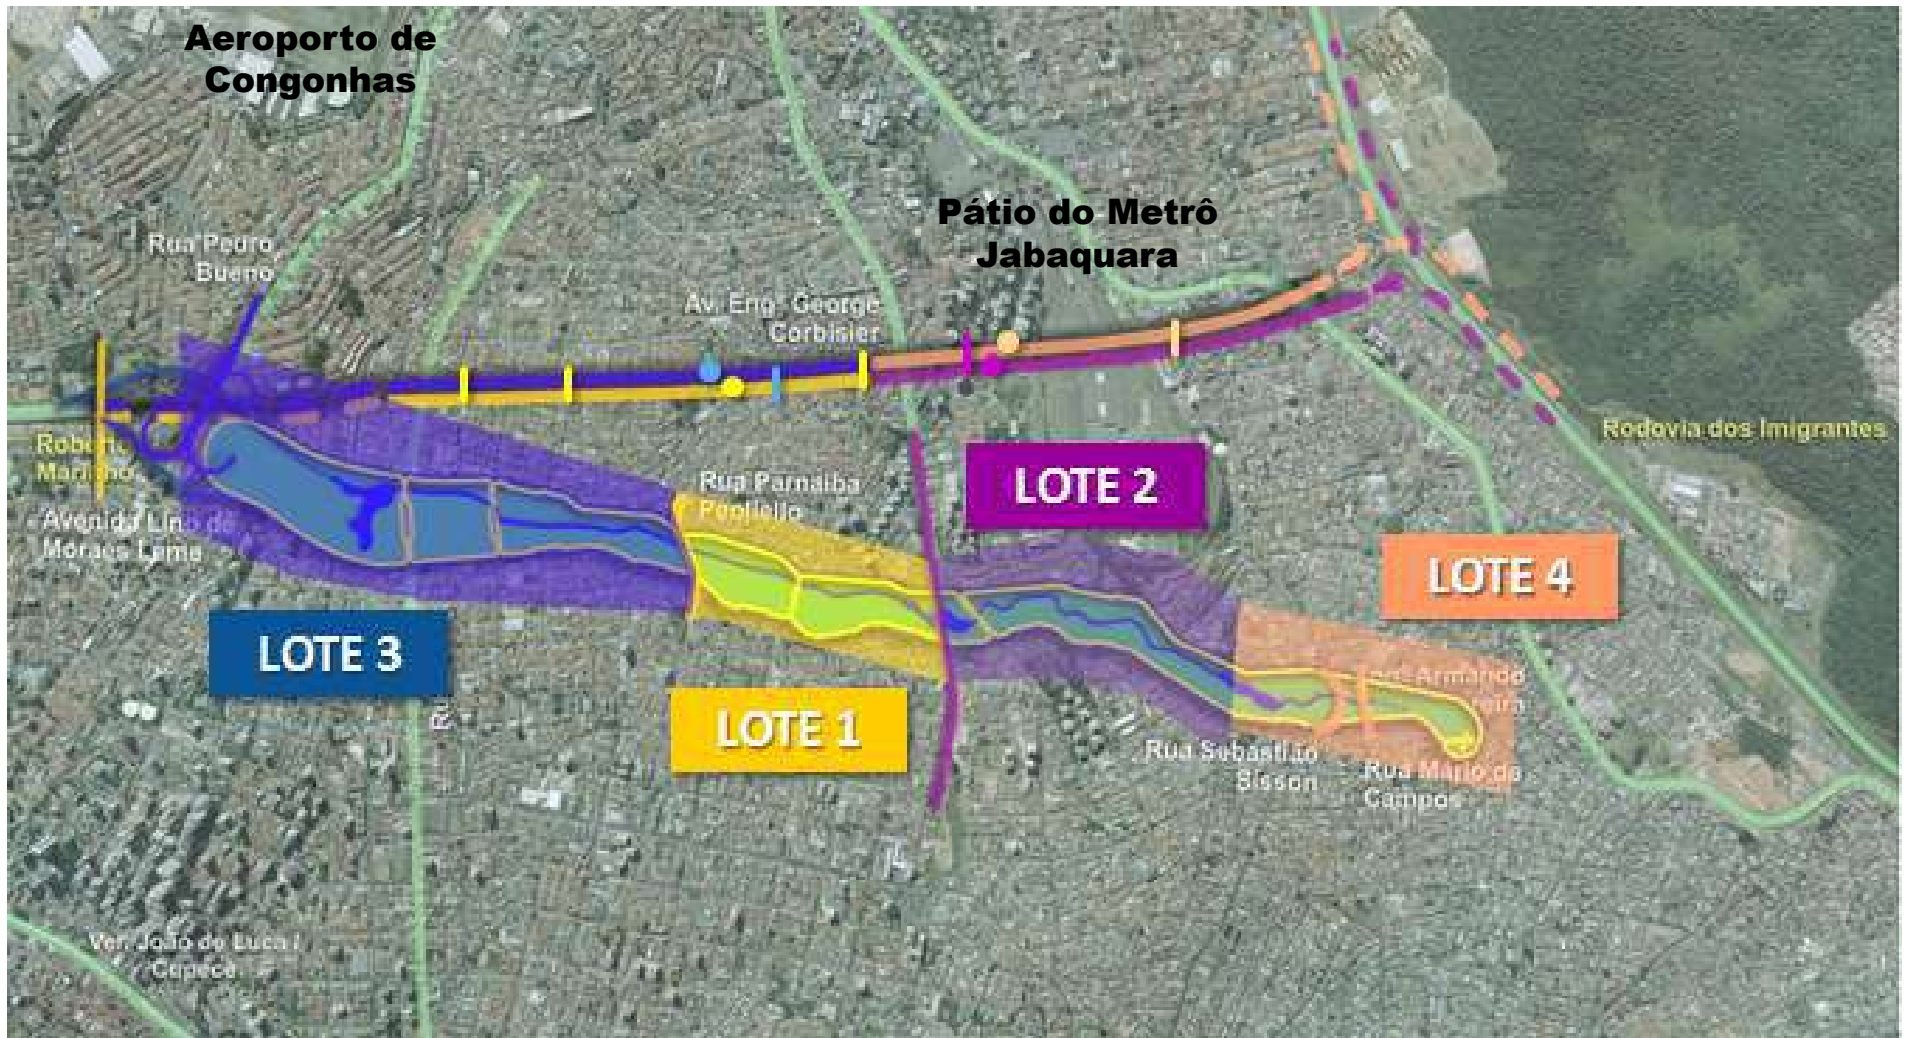 Aeroporto de
Congonhas
Pátio do Metrô
Jabaquara
Rua Pedro
Bueno
Av. Eng. George
Corbisier
Roberto
Marinho
Rodovia dos Imigrantes
Rua Parnaíba
LOTE 2
Avenida Lino de
Moraes Leme
LOTE 4
LOTE 3
Armando
LOTE 1
Rua Sebastião
Bisson
Rua Mario de
Campos
Ver. João de Luca /
Cupecê